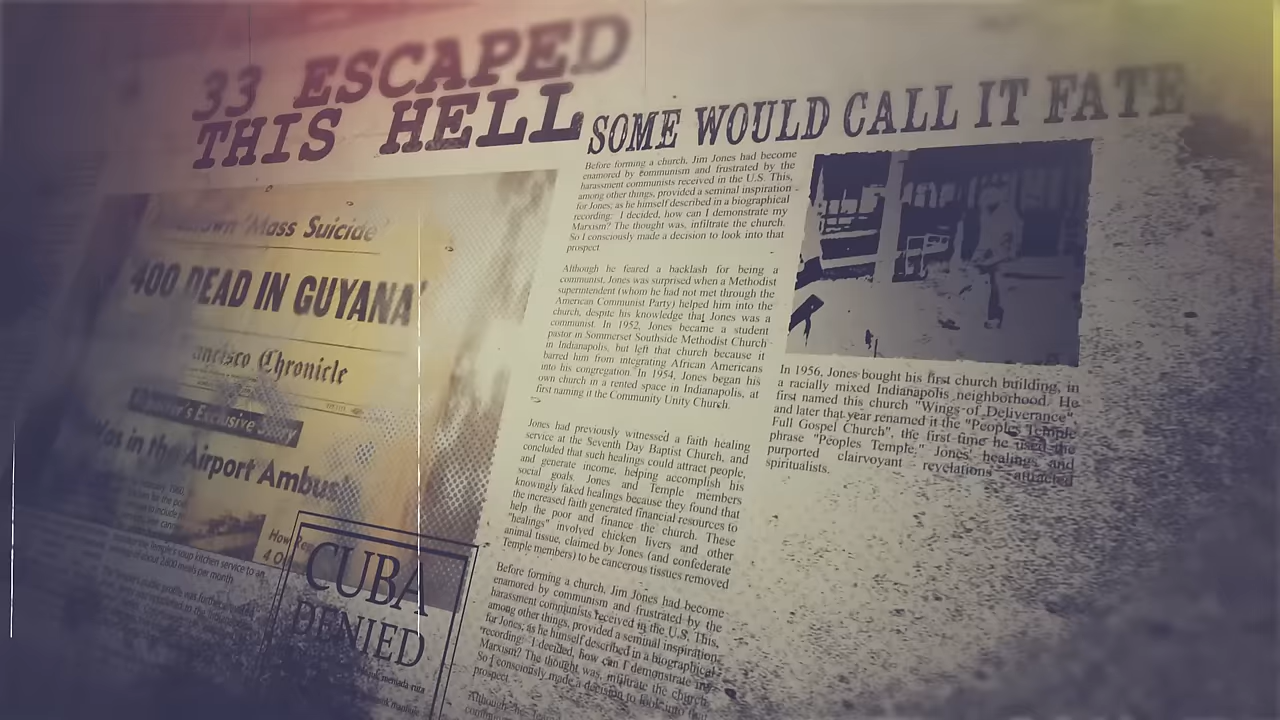 33 ESCAPED
THIS HELL
SOME WOULD CALL IT FATE
'Mass Suicide'
400 DEAD IN GUYANA'
Chronicle
Exclusive Story
in the Airport Ambus
the Temple's soup kitchen service to an
of about 2,800 meals per month.
CUBA
DENIED
Before forming a church, Jim Jones had become
enamored by communism and frustrated by the
harassment communists received in the U.S. This,
among other things, provided a seminal inspiration
for Jones; as he himself described in a biographical
recording: I decided, how can I demonstrate my
Marxism? The thought was, infiltrate the church.
So I consciously made a decision to look into that
prospect
Although he feared a backlash for being a
communist, Jones was surprised when a Methodist
superintendent (whom he had not met through the
American Communist Party) helped him into the
church, despite his knowledge that Jones was a
communist. In 1952, Jones became a student
pastor in Sommerset Southside Methodist Church
in Indianapolis, but left that church because it
barred him from integrating African Americans
into his congregation. In 1954, Jones began his
own church in a rented space in Indianapolis, at
first naming it the Community Unity Church.
Jones had previously witnessed a faith healing
service at the Seventh Day Baptist Church, and
concluded that such healings could attract people,
and generate income, helping accomplish his
social goals. Jones and Temple members
knowingly faked healings because they found that
the increased faith generated financial resources to
help the poor and finance the church. These
"healings" involved chicken livers and other
animal tissue, claimed by Jones (and confederate
Temple members) to be cancerous tissues removed
Before forming a church, Jim Jones had become
enamored by communism and frustrated by the
harassment communists received in the U.S. This,
among other things, provided a seminal inspiration
for Jones; as he himself described in a biographical
recording: I decided, how can I demonstrate my
Marxism? The thought was, infiltrate the church.
So I consciously made a decision to look into that
prospect
Although he
In 1956, Jones bought his first church building, in
a racially mixed Indianapolis neighborhood. He
first named this church "Wings of Deliverance",
and later that year renamed it the "Peoples Temple
Full Gospel Church", the first time he used the
phrase "Peoples Temple." Jones' healings and
purported clairvoyant revelations attracted
spiritualists.